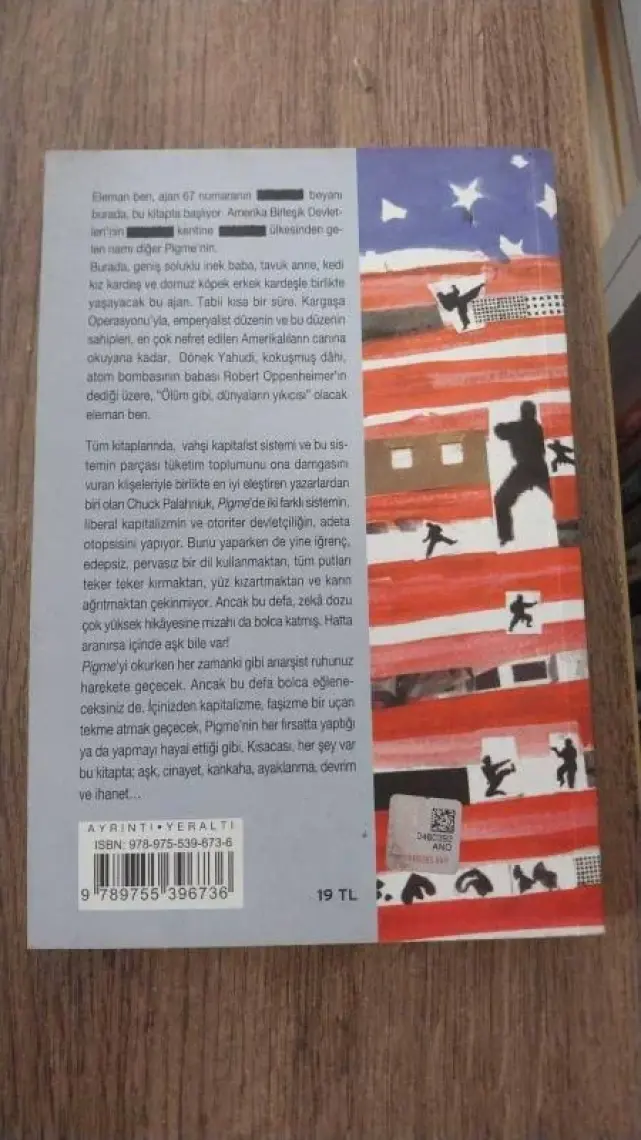 Eleman ben, ajan 67 numaranın beyanı
burada, bu kitapta başlıyor. Amerika Birleşik Devlet-
leri'nin kentine ülkesinden ge-
len namı diğer Pigme'nin.
Burada, geniş soluklu inek baba, tavuk anne, kedi
kız kardeş ve domuz köpek erkek kardeşle birlikte
yaşayacak bu ajan. Tabii kısa bir süre. Kargaşa
Operasyonu'yla, emperyalist düzenin ve bu düzenin
sahipleri, en çok nefret edilen Amerikalıların canına
okuyana kadar. Dönek Yahudi, kokuşmuş dâhi,
atom bombasının babası Robert Oppenheimer'ın
dediği üzere, "Ölüm gibi, dünyaların yıkıcısı" olacak
eleman ben.
Tüm kitaplarında, vahşi kapitalist sistemi ve bu sis-
temin parçası tüketim toplumunu ona damgasını
vuran klişeleriyle birlikte en iyi eleştiren yazarlardan
biri olan Chuck Palahniuk, Pigme'de iki farklı sistemin,
liberal kapitalizmin ve otoriter devletçiliğin, adeta
otopsisini yapıyor. Bunu yaparken de yine iğrenç,
edepsiz, pervasız bir dil kullanmaktan, tüm putları
teker teker kırmaktan, yüz kızartmaktan ve karın
ağrıtmaktan çekinmiyor. Ancak bu defa, zekâ dozu
çok yüksek hikâyesine mizahı da bolca katmış. Hatta
aranırsa içinde aşk bile var!
Pigme'yi okurken her zamanki gibi anarşist ruhunuz
harekete geçecek. Ancak bu defa bolca eğlene-
ceksiniz de. İçinizden kapitalizme, faşizme bir uçan
tekme atmak geçecek, Pigme'nin her fırsatta yaptığı
ya da yapmayı hayal ettiği gibi. Kısacası, her şey var
bu kitapta; aşk, cinayet, kahkaha, ayaklanma, devrim
ve ihanet...
AYRINTI • YERALTI
ISBN: 978-975-539-673-6
9 789755 396736
19 TL